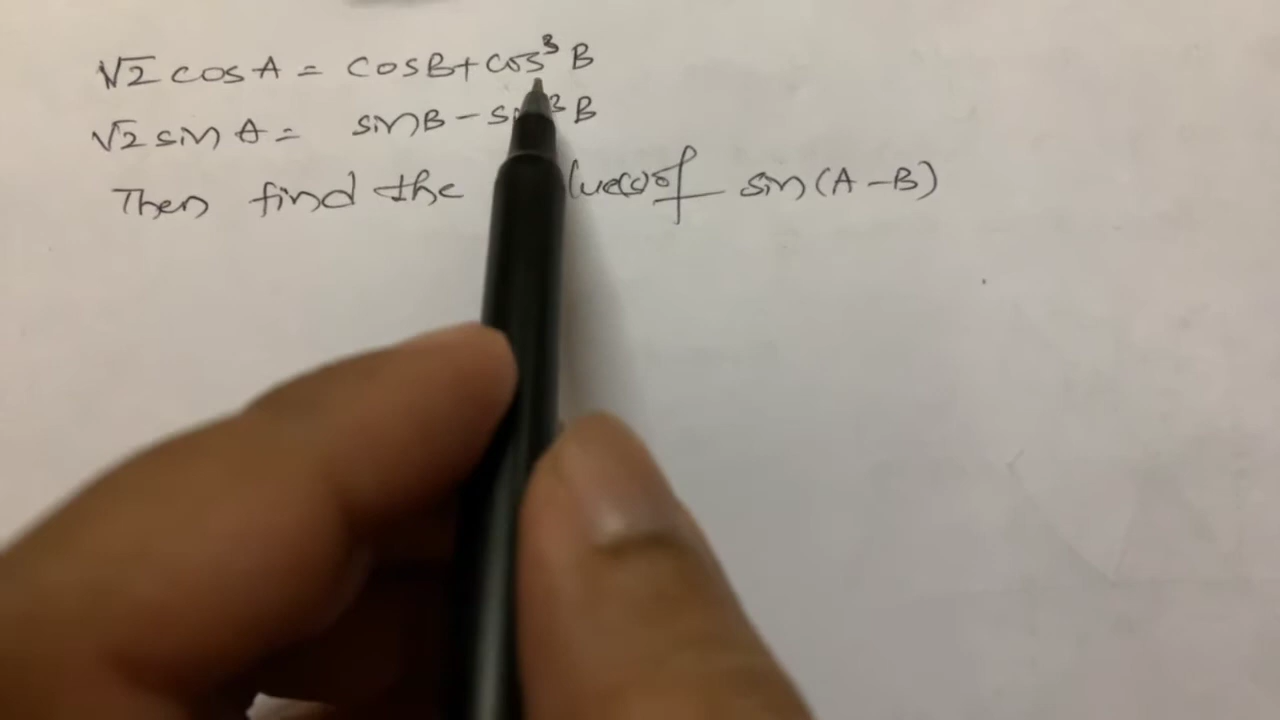 √2 cos A = cos B + cos³ B
√2 sin A = sin B - B
Then find the of sin (A - B)